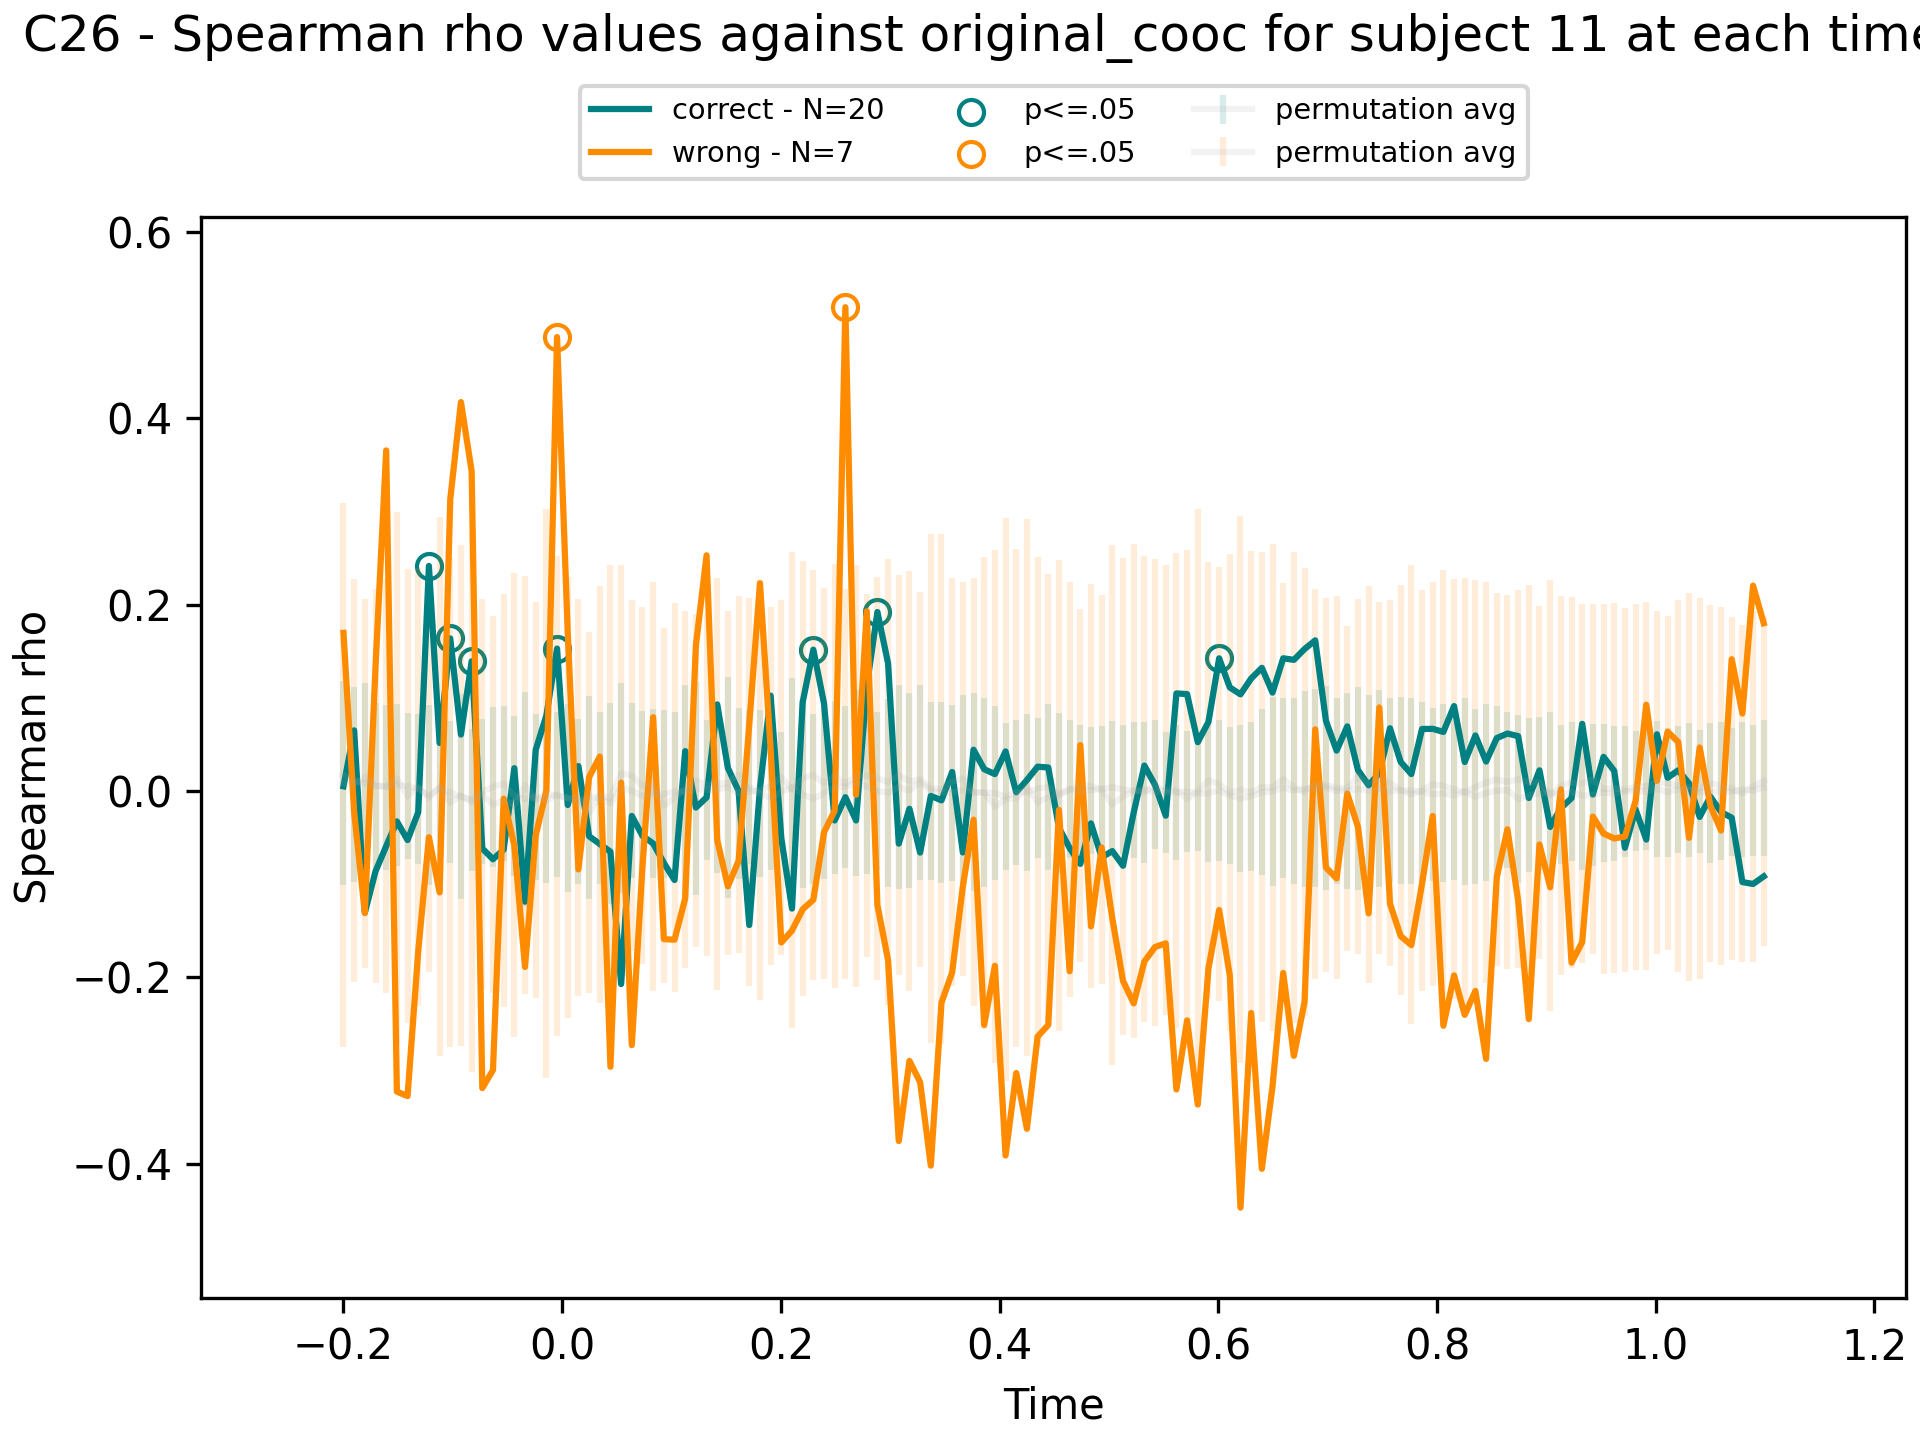 C26 - Spearman rho values against original_cooc for subject 11 at each time
correct - N=20 p<=.05 permutation avg
wrong - N=7 p<=.05 permutation avg
0.6
0.4
0.2
0.0
−0.2
−0.4
Spearman rho
−0.2 0.0 0.2 0.4 0.6 0.8 1.0 1.2
Time